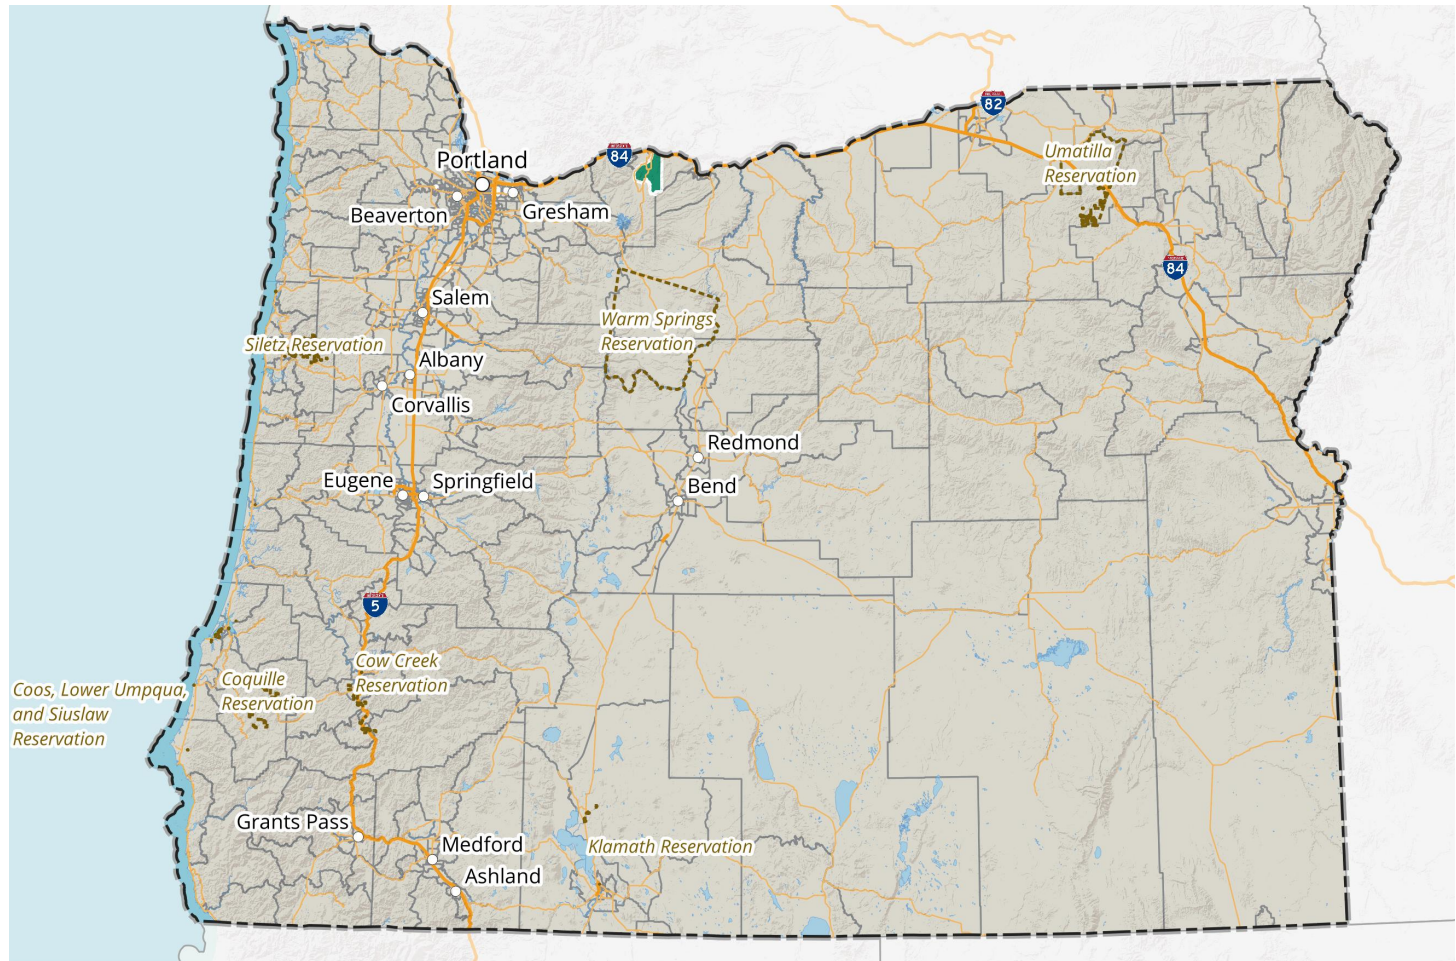 82
84
Portland
Umatilla
Reservation
Beaverton
Gresham
84
Salem
Warm Springs
Reservation
Siletz Reservation
Albany
Corvallis
Redmond
Eugene
Springfield
Bend
5
Cow Creek
Reservation
Coquille
Reservation
Coos, Lower Umpqua,
and Siuslaw
Reservation
Grants Pass
Medford
Klamath Reservation
Ashland